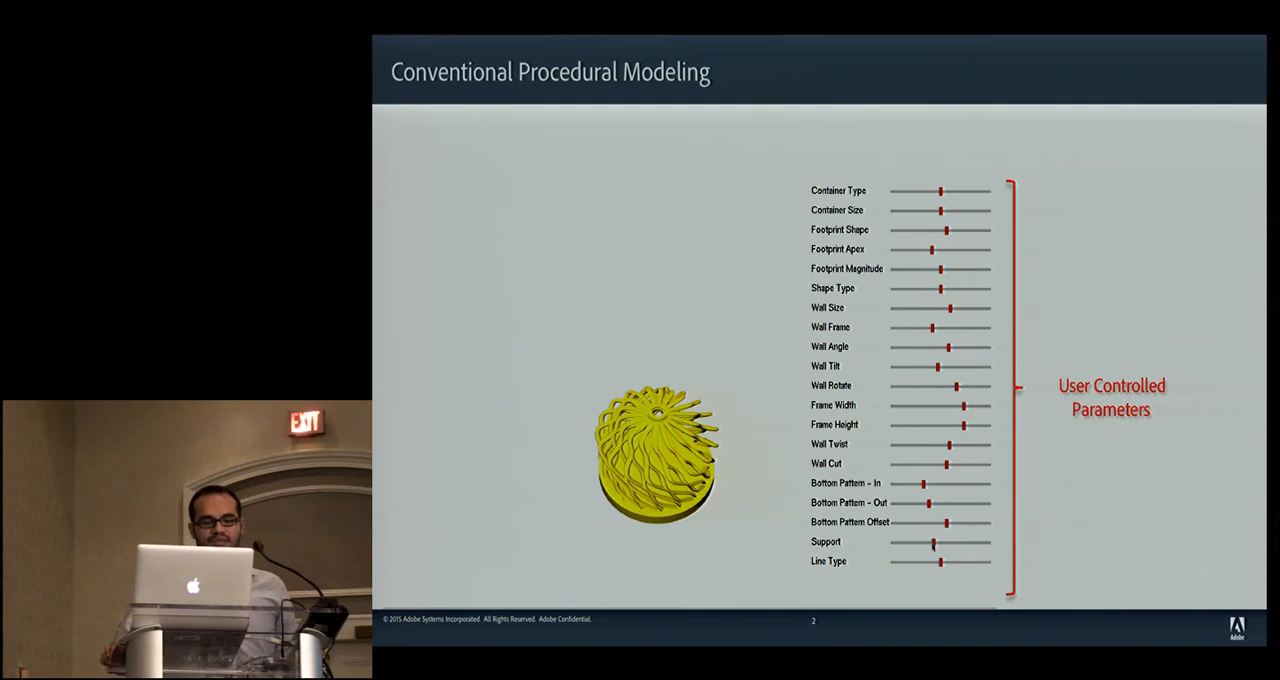 Conventional Procedural Modeling
Container Type
Container Size
Footprint Shape
Footprint Apex
Footprint Magnitude
Shape Type
Wall Size
Wall Frame
Wall Angle
Wall Tilt
Wall Rotate
Frame Width
Frame Height
Wall Twist
Wall Cut
Bottom Pattern – In
Bottom Pattern – Out
Bottom Pattern Offset
Support
Line Type
User Controlled
Parameters
EXIT
© 2015 Adobe Systems Incorporated. All Rights Reserved. Adobe Confidential.
2
Adobe